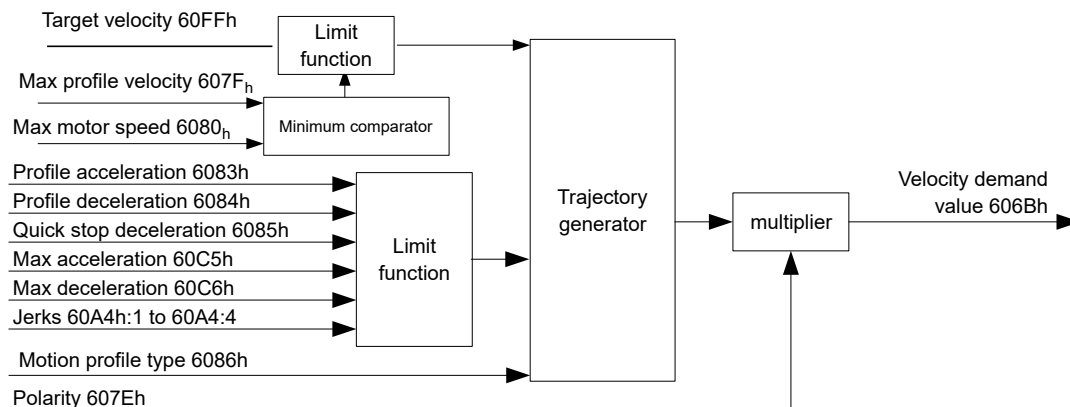 Target velocity 60FFh
Limit
function
Max profile velocity 607Fh
Minimum comparator
Max motor speed 6080h
Profile acceleration 6083h
Profile deceleration 6084h
Quick stop deceleration 6085h
Max acceleration 60C5h
Max deceleration 60C6h
Jerks 60A4h:1 to 60A4:4
Limit
function
Motion profile type 6086h
Polarity 607Eh
Trajectory
generator
multiplier
Velocity demand
value 606Bh